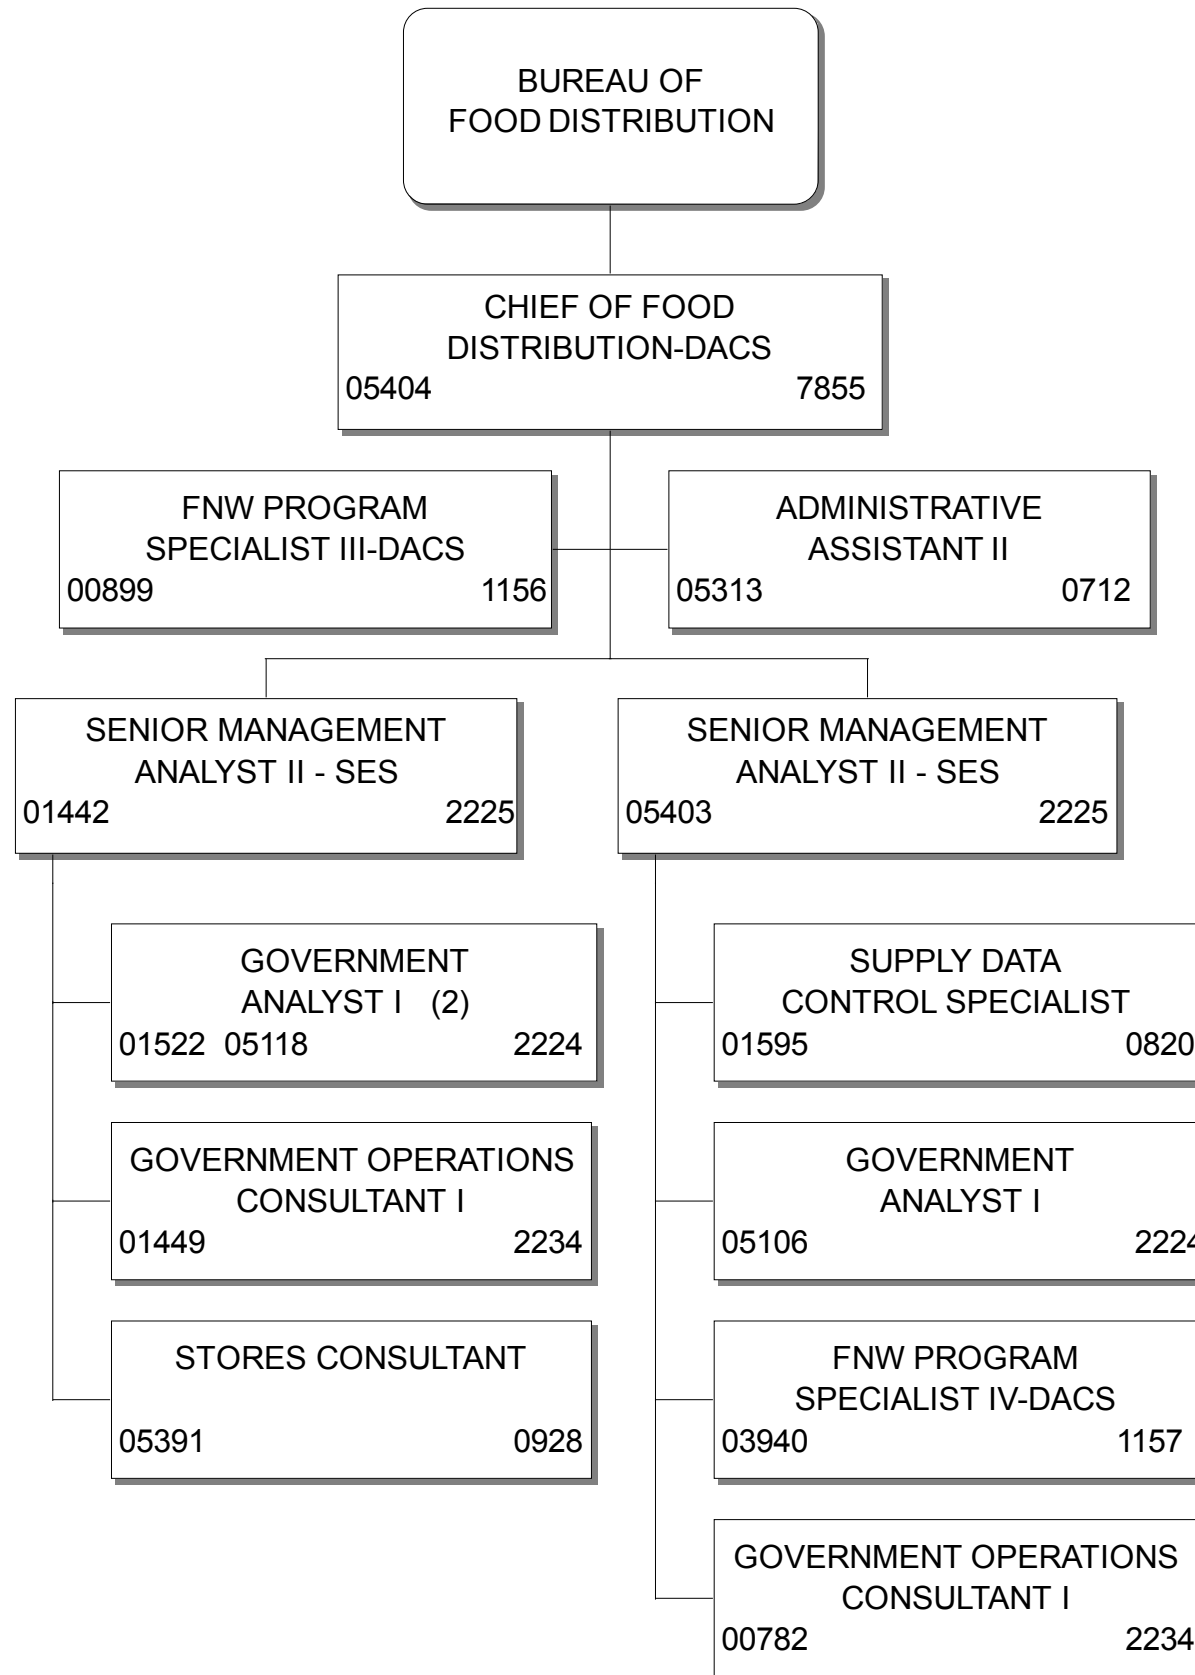 BUREAU OF
FOOD DISTRIBUTION
CHIEF OF FOOD
DISTRIBUTION-DACS
05404 7855
FNW PROGRAM
SPECIALIST III-DACS
00899 1156
ADMINISTRATIVE
ASSISTANT II
05313 0712
SENIOR MANAGEMENT
ANALYST II - SES
01442 2225
SENIOR MANAGEMENT
ANALYST II - SES
05403 2225
GOVERNMENT
ANALYST I (2)
01522 05118 2224
GOVERNMENT OPERATIONS
CONSULTANT I
01449 2234
STORES CONSULTANT
05391 0928
SUPPLY DATA
CONTROL SPECIALIST
01595 0820
GOVERNMENT
ANALYST I
05106 2224
FNW PROGRAM
SPECIALIST IV-DACS
03940 1157
GOVERNMENT OPERATIONS
CONSULTANT I
00782 2234